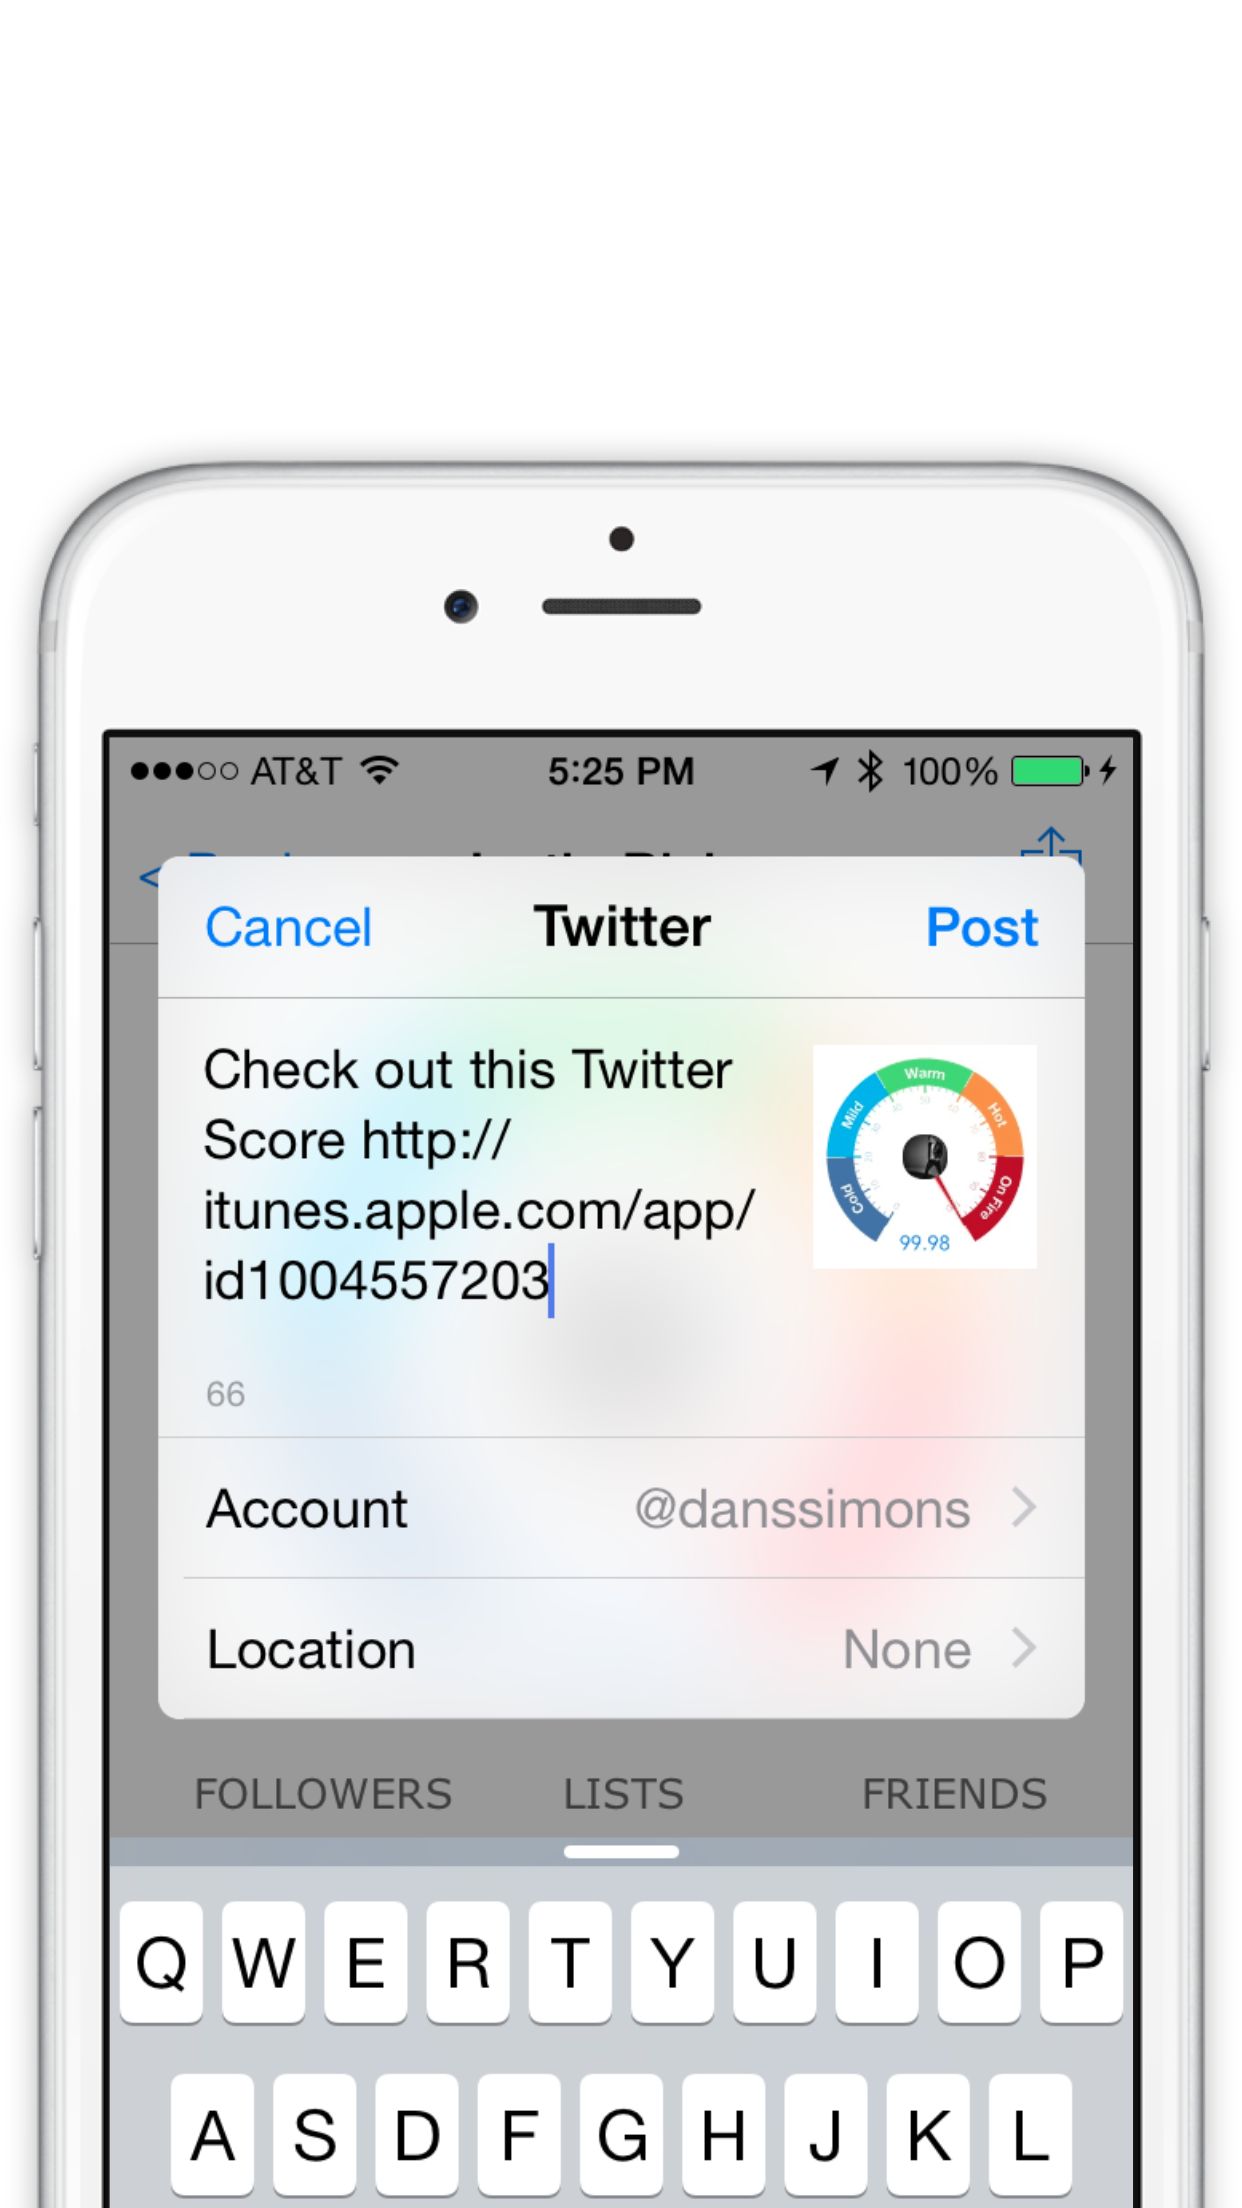 AT&T 5:25 PM 100%
Cancel Twitter Post
Check out this Twitter
Score http://
itunes.apple.com/app/
id1004557203
Cold Mild Warm Hot On Fire
99.98
66
Account @danssimons >
Location None >
FOLLOWERS LISTS FRIENDS
Q W E R T Y U I O P
A S D F G H J K L